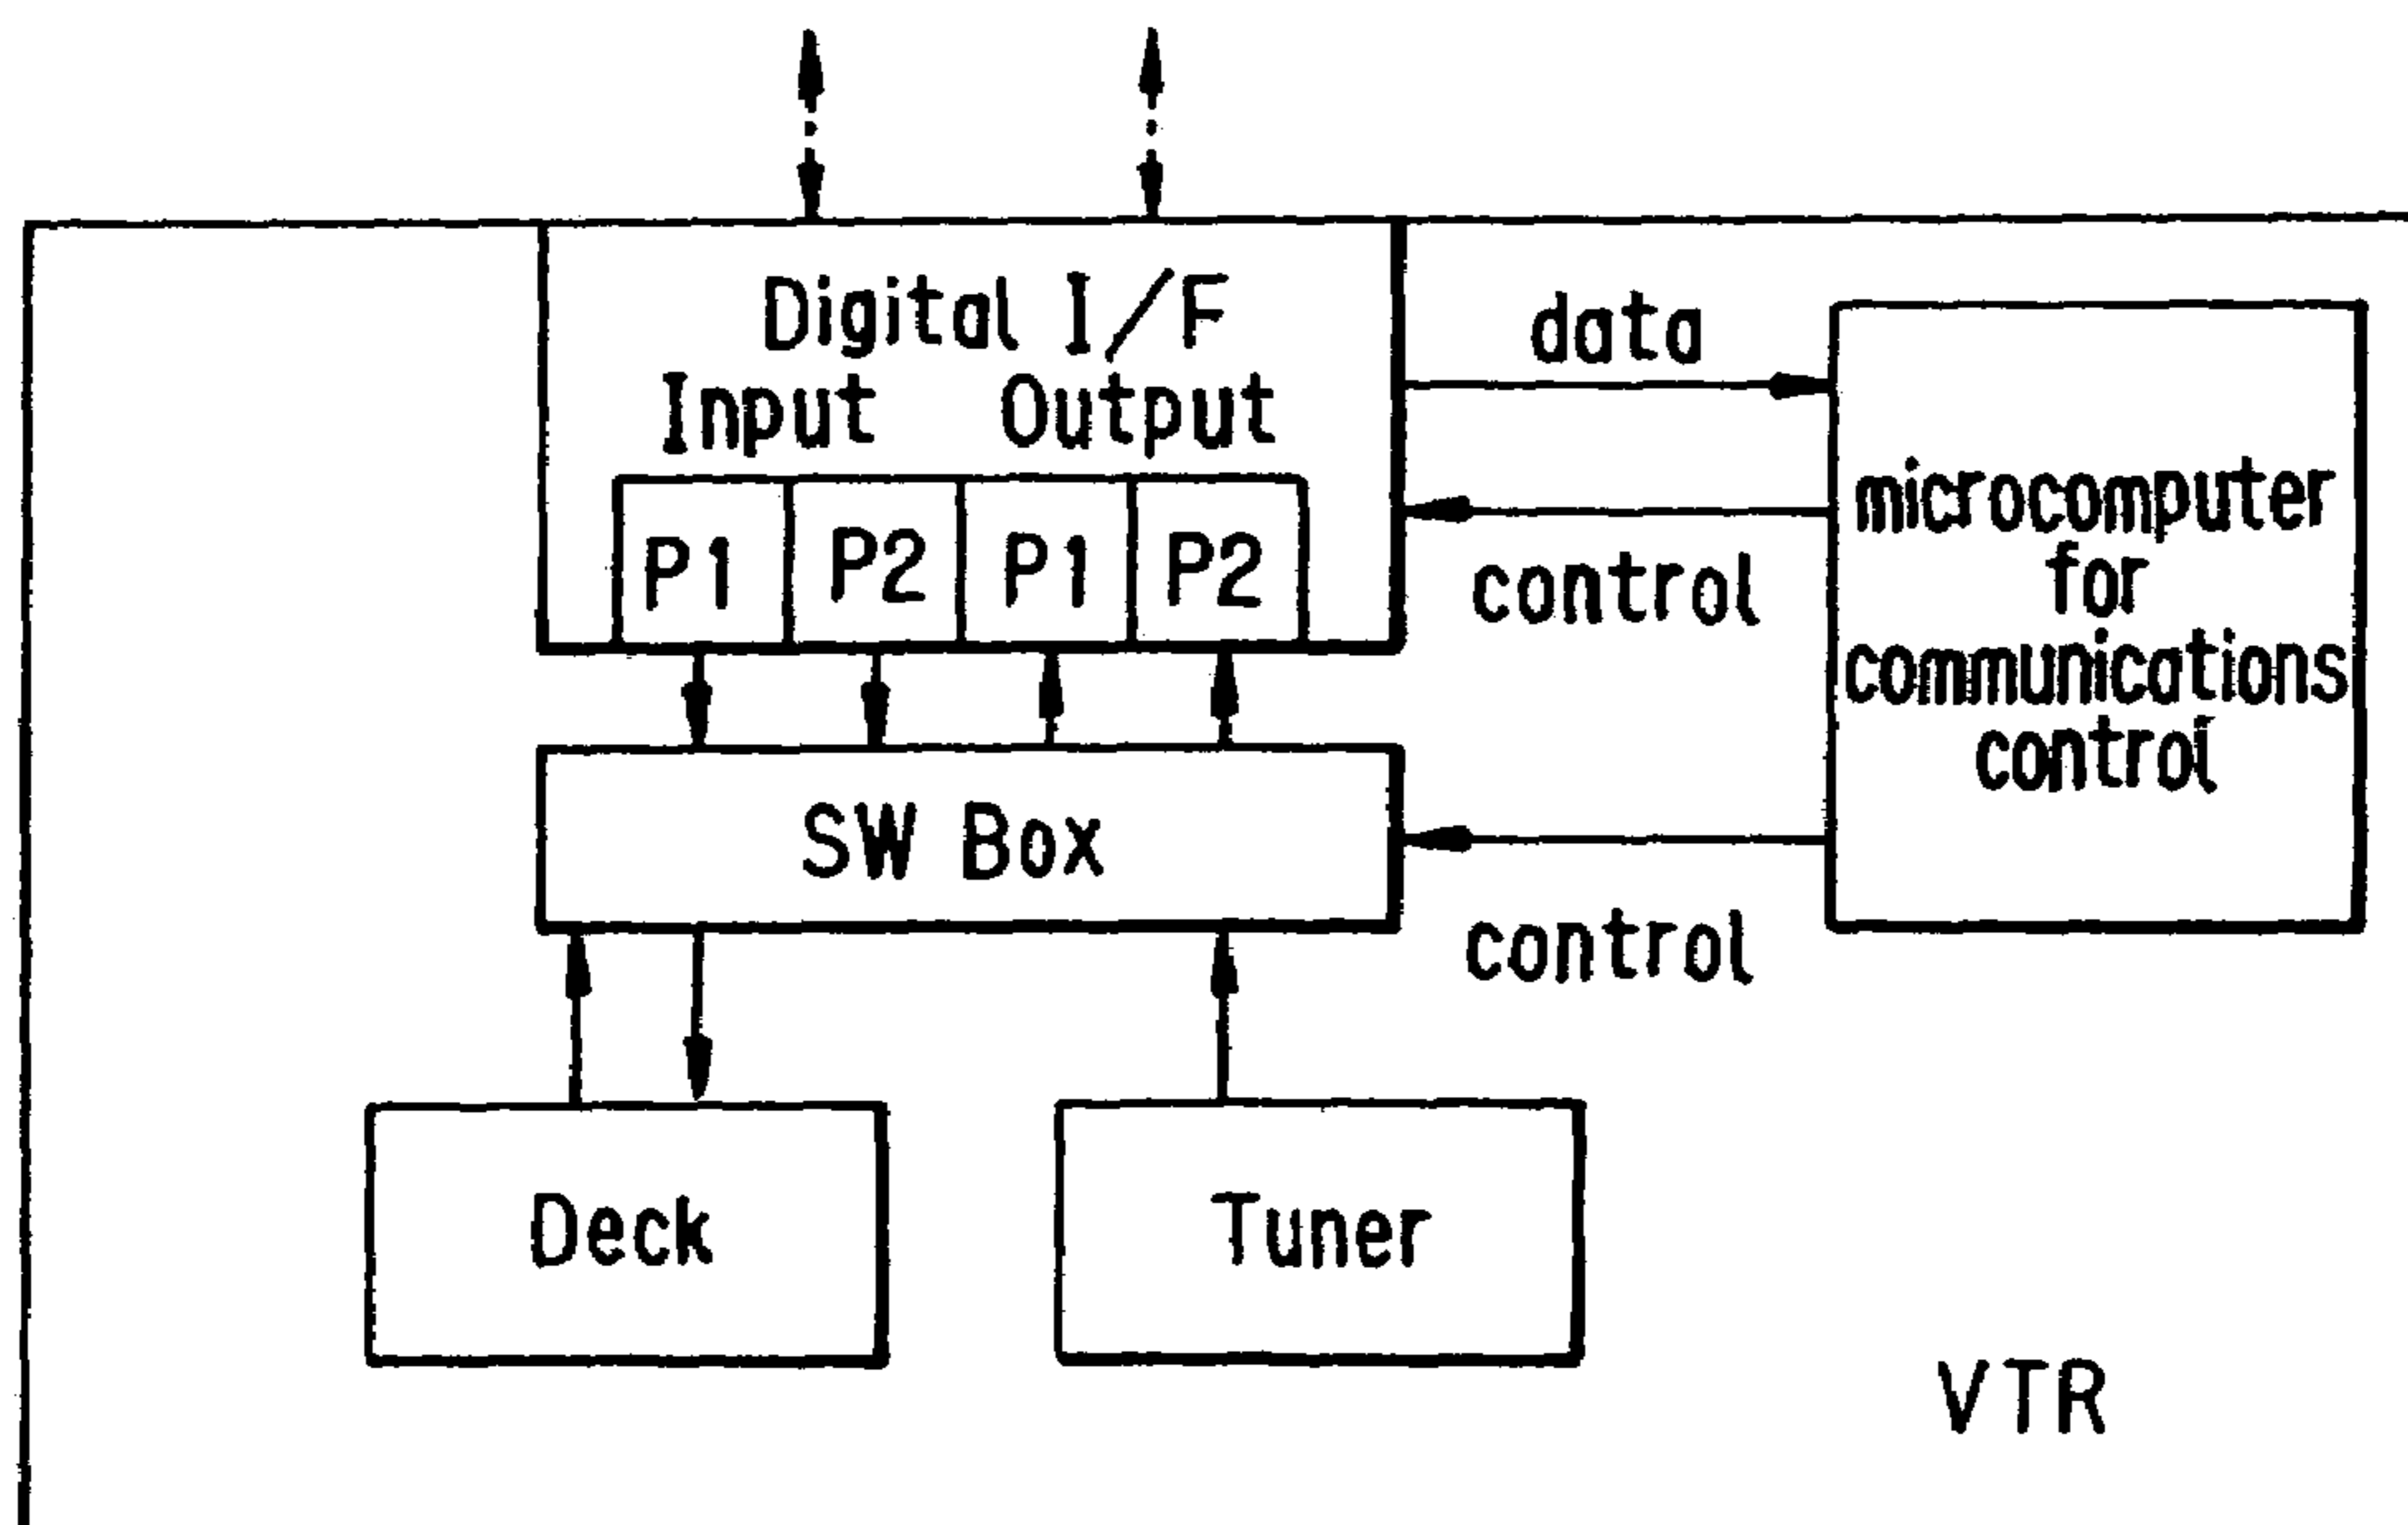 Digital I/F
Input Output
P1 P2 P1 P2
data
control
microcomputer
for
communications
control
SW Box
control
Deck
Tuner
VTR